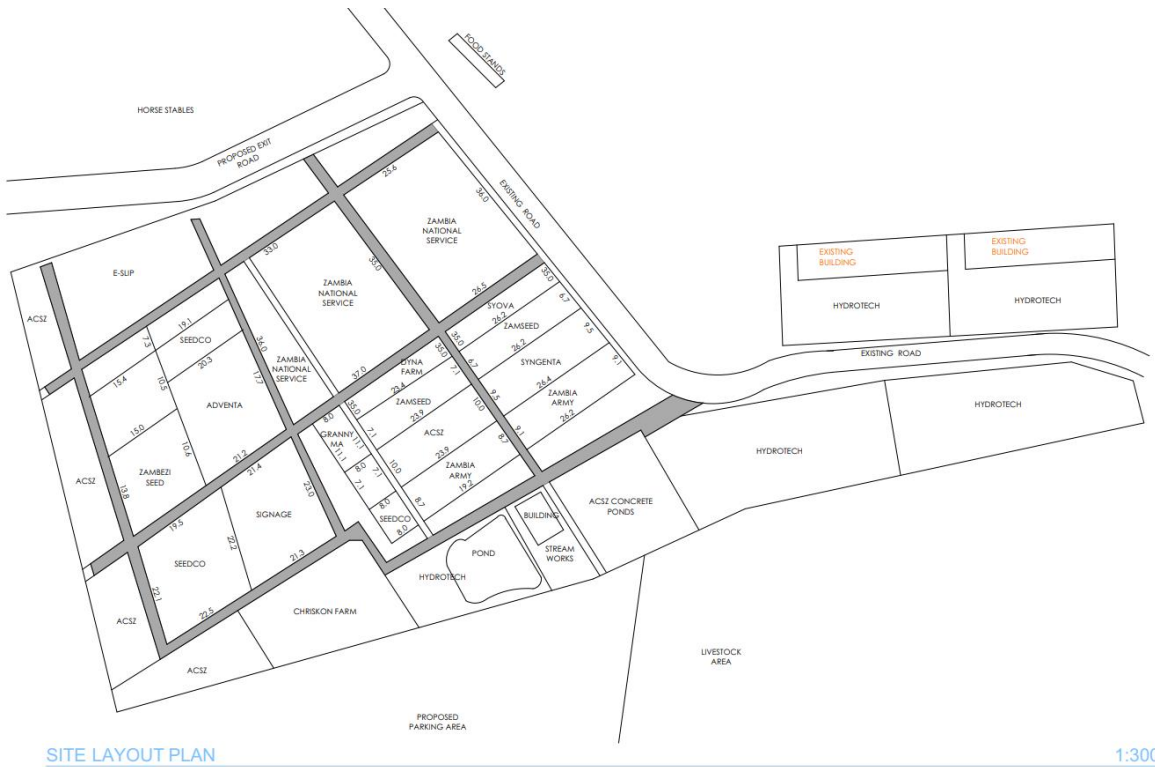 FOOD STANDS
HORSE STABLES
PROPOSED EXIT
ROAD
25.6
36.0
EXISTING ROAD
ZAMBIA
NATIONAL
SERVICE
33.0
35.0
E-SLIP
ZAMBIA
NATIONAL
SERVICE
EXISTING
BUILDING
EXISTING
BUILDING
HYDROTECH
HYDROTECH
EXISTING ROAD
ACSZ
26.5
35.0
SYOVA
6.7
26.2
ZAMSEED
9.5
7.3
19.1
SEEDCO
36.0
20.3
15.4
10.5
17.7
ZAMBIA
NATIONAL
SERVICE
37.0
35.0
35.0
DYNA
FARM
7.1
6.7
26.2
SYNGENTA
9.1
23.4
ZAMSEED
9.5
26.4
ZAMBIA
ARMY
26.2
ADVENTA
15.0
10.6
8.0
35.0
7.1
23.9
10.0
ACSZ
9.1
GRANNY
MA
11.1
11.1
8.0
7.1
7.1
10.0
23.9
8.7
ZAMBIA
ARMY
19.2
8.7
HYDROTECH
HYDROTECH
ACSZ
13.8
ZAMBEZI
SEED
21.2
21.4
23.0
8.0
SEEDCO
8.0
SIGNAGE
19.5
22.2
21.3
SEEDCO
22.1
22.5
BUILDING
STREAM
WORKS
ACSZ CONCRETE
PONDS
POND
HYDROTECH
CHRISKON FARM
ACSZ
ACSZ
LIVESTOCK
AREA
PROPOSED
PARKING AREA
SITE LAYOUT PLAN
1:300